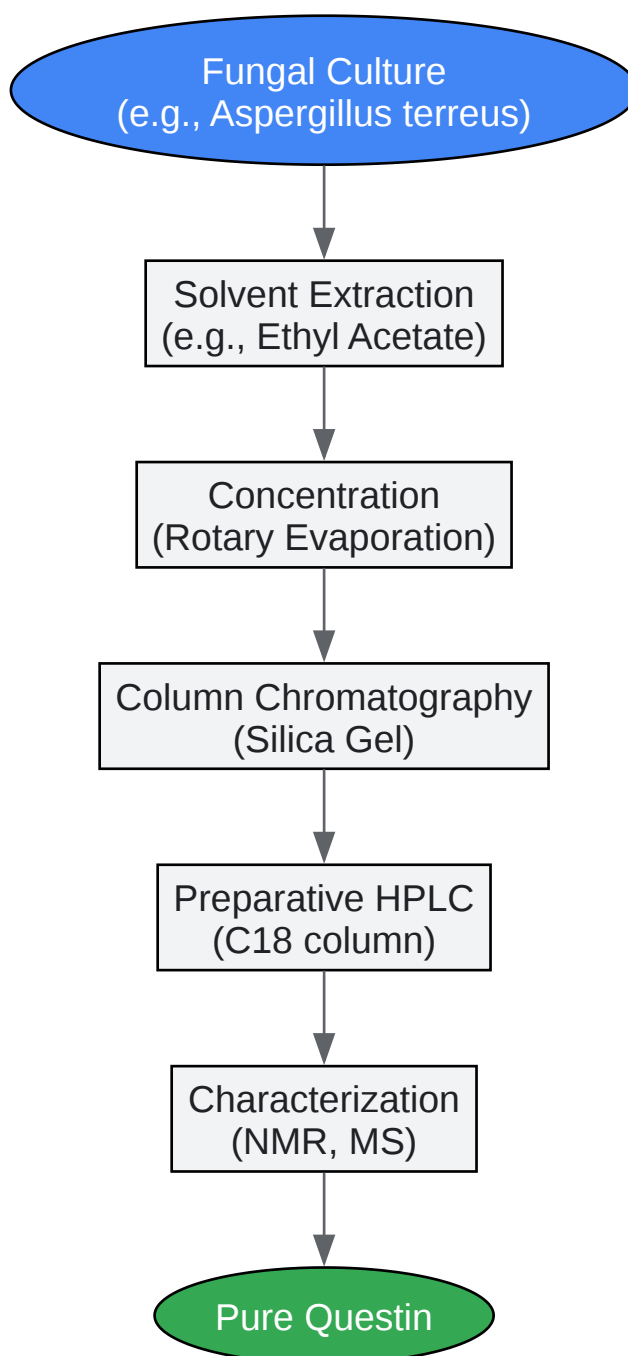 Fungal Culture
(e.g., Aspergillus terreus)
Solvent Extraction
(e.g., Ethyl Acetate)
Concentration
(Rotary Evaporation)
Column Chromatography
(Silica Gel)
Preparative HPLC
(C18 column)
Characterization
(NMR, MS)
Pure Questin